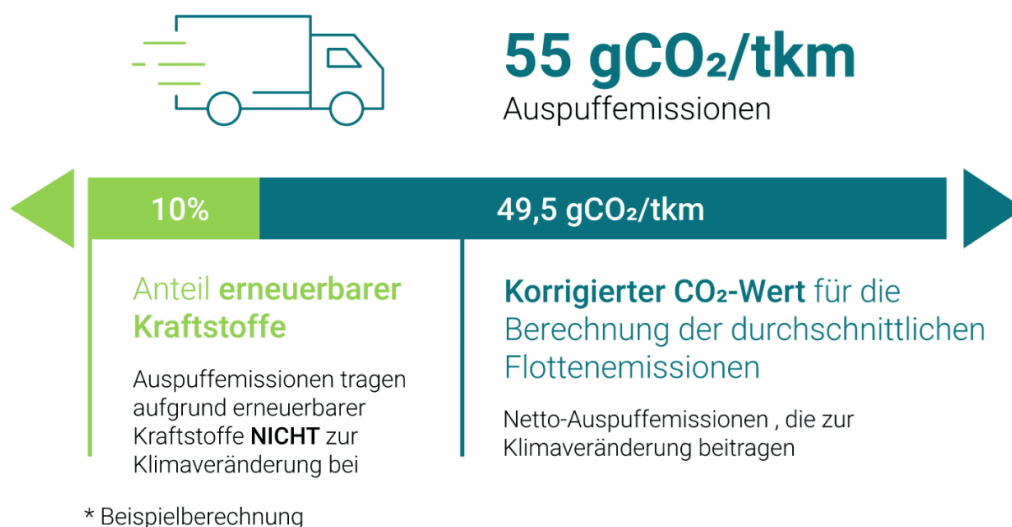 55 gCO₂/tkm
Auspuffemissionen
10%
49,5 gCO₂/tkm
Anteil erneuerbarer
Kraftstoffe
Auspuffemissionen tragen
aufgrund erneuerbarer
Kraftstoffe NICHT zur
Klimaveränderung bei
Korrigierter CO₂-Wert für die
Berechnung der durchschnittlichen
Flottenemissionen
Netto-Auspuffemissionen , die zur
Klimaveränderung beitragen
* Beispielberechnung